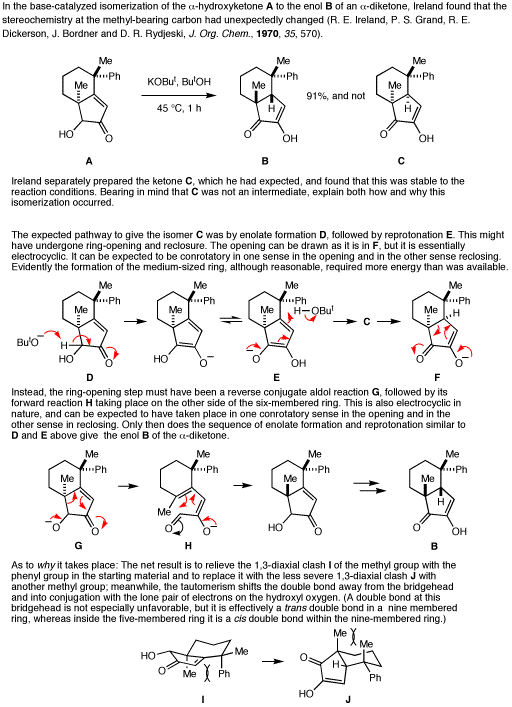 In the base-catalyzed isomerization of the α-hydroxyketone A to the enol B of an α-diketone, Ireland found that the
stereochemistry at the methyl-bearing carbon had unexpectedly changed (R. E. Ireland, P. S. Grand, R. E.
Dickerson, J. Bordner and D. R. Rydjeski, J. Org. Chem., 1970, 35, 570).
Me Me Me
Me Ph KOBuᵗ, BuᵗOH Me Ph Me Ph
91%, and not
45 °C, 1 h H H
HO O O OH O OH
A B C
Ireland separately prepared the ketone C, which he had expected, and found that this was stable to the
reaction conditions. Bearing in mind that C was not an intermediate, explain both how and why this
isomerization occurred.
The expected pathway to give the isomer C was by enolate formation D, followed by reprotonation E. This might
have undergone ring-opening and reclosure. The opening can be drawn as it is in F, but it is essentially
electrocyclic. It can be expected to be conrotatory in one sense in the opening and in the other sense reclosing.
Evidently the formation of the medium-sized ring, although reasonable, required more energy than was available.
Me Me Me Me
Me Ph Me Ph Me Ph H–OBuᵗ Me Ph
H
BuᵗO⁻ H C
HO O HO O⁻ ⁻O OH O O⁻
D E F
Instead, the ring-opening step must have been a reverse conjugate aldol reaction G, followed by its
forward reaction H taking place on the other side of the six-membered ring. This is also electrocyclic in
nature, and can be expected to have taken place in one conrotatory sense in the opening and in the
other sense in reclosing. Only then does the sequence of enolate formation and reprotonation similar to
D and E above give the enol B of the α-diketone.
Me Me Me Me
Me Ph Ph Me Ph Me Ph
Me H
⁻O O O O⁻ HO O O OH
G H B
As to why it takes place: The net result is to relieve the 1,3-diaxial clash I of the methyl group with the
phenyl group in the starting material and to replace it with the less severe 1,3-diaxial clash J with
another methyl group; meanwhile, the tautomerism shifts the double bond away from the bridgehead
and into conjugation with the lone pair of electrons on the hydroxyl oxygen. (A double bond at this
bridgehead is not especially unfavorable, but it is effectively a trans double bond in a nine membered
ring, whereas inside the five-membered ring it is a cis double bond within the nine-membered ring.)
HO Me Me Me
O O
Me Ph H Ph
HO
I J